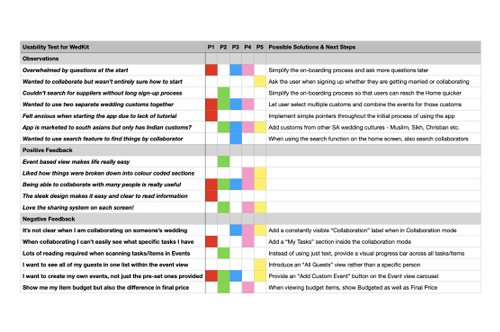 Usability Test for WedKit P1 P2 P3 P4 P5 Possible Solutions & Next Steps
Observations
Overwhelmed by questions at the start Simplify the on-boarding process and ask more questions later
Wanted to collaborate but wasn't entirely sure how to start Ask the user when signing up whether they are getting married or collaborating
Couldn't search for suppliers without long sign-up process Simplify the on-boarding process so that users can reach the Home quicker
Wanted to use two separate wedding customs together Let user select multiple customs and combine the events for those customs
Felt anxious when starting the app due to lack of tutorial Implement simple pointers throughout the initial process of using the app
App is marketed to south asians but only has Indian customs? Add customs from other SA wedding cultures - Muslim, Sikh, Christian etc.
Wanted to use search feature to find things by collaborator When using the search function on the home screen, also search collaborators
Positive Feedback
Event based view makes life really easy
Liked how things were broken down into colour coded sections
Being able to collaborate with many people is really useful
The sleek design makes it easy and clear to read information
Love the sharing system on each screen!
Negative Feedback
It's not clear when I am collaborating on someone's wedding Add a constantly visible "Collaboration" label when in Collaboration mode
When collaborating I can't easily see what specific tasks I have Add a "My Tasks" section inside the collaboration mode
Lots of reading required when scanning tasks/items in Events Instead of using just text, provide a visual progress bar across all tasks/items
I want to see all of my guests in one list within the event view Introduce an "All Guests" view rather than a specific person
I want to create my own events, not just the pre-set ones provided Provide an "Add Custom Event" button on the Event view carousel
Show me my item budget but also the difference in final price When viewing budget items, show Budgeted as well as Final Price